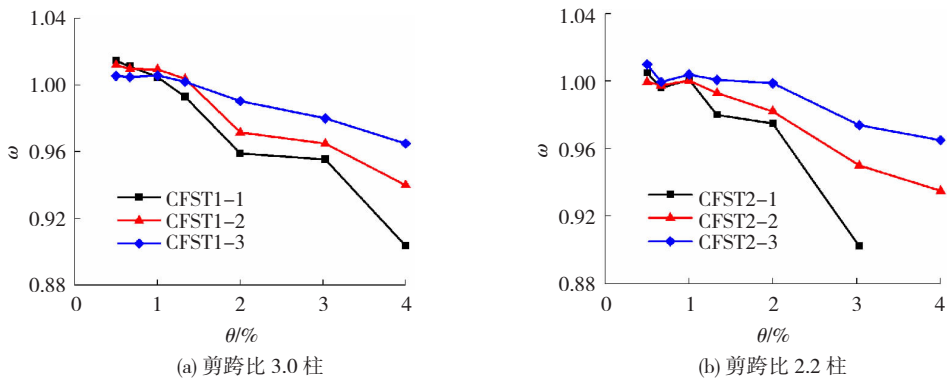 1.04
1.00
0.96
0.92
0.88
ω
CFST1-1
CFST1-2
CFST1-3
0 1 2 3 4
θ/%
(a) 剪跨比 3.0 柱
1.04
1.00
0.96
0.92
0.88
ω
CFST2-1
CFST2-2
CFST2-3
0 1 2 3 4
θ/%
(b) 剪跨比 2.2 柱